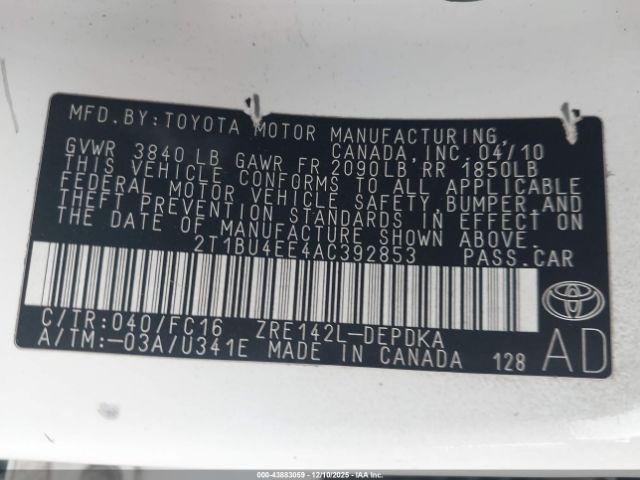 MFD. BY: TOYOTA MOTOR MANUFACTURING,
CANADA, INC. 04/10
GVWR 3840 LB GAWR FR 2090LB RR 1850LB
THIS VEHICLE CONFORMS TO ALL APPLICABLE
FEDERAL MOTOR VEHICLE SAFETY, BUMPER, AND
THEFT PREVENTION STANDARDS IN EFFECT ON
THE DATE OF MANUFACTURE SHOWN ABOVE.
2T1BU4EE4AC392853 PASS. CAR
C/TR: 040/FC16 ZRE142L-DEPDKA
A/TM:-03A/U341E MADE IN CANADA 128
AD
000-43883059 - 12/10/2025 - COPART IAA